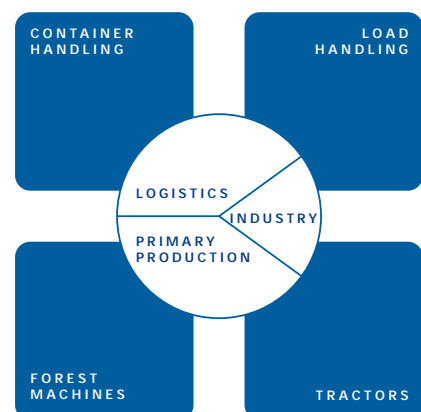 CONTAINER
HANDLING
LOAD
HANDLING
LOGISTICS
INDUSTRY
PRIMARY
PRODUCTION
FOREST
MACHINES
TRACTORS